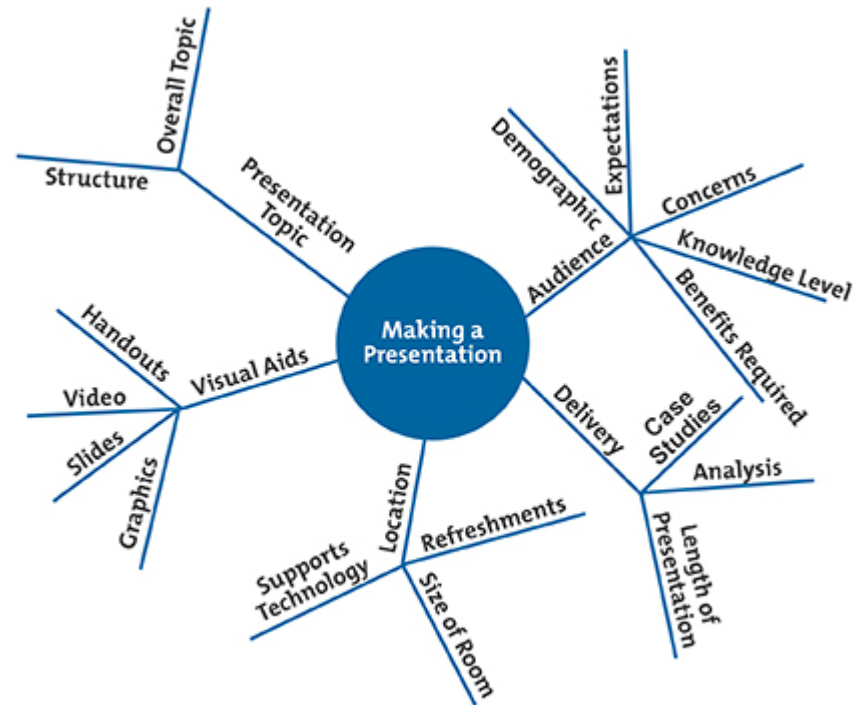 Making a
Presentation
Presentation
Topic
Overall Topic
Structure
Audience
Demographic
Expectations
Concerns
Knowledge Level
Benefits Required
Delivery
Case
Studies
Analysis
Length of
Presentation
Location
Refreshments
Size of Room
Supports
Technology
Visual Aids
Handouts
Video
Slides
Graphics